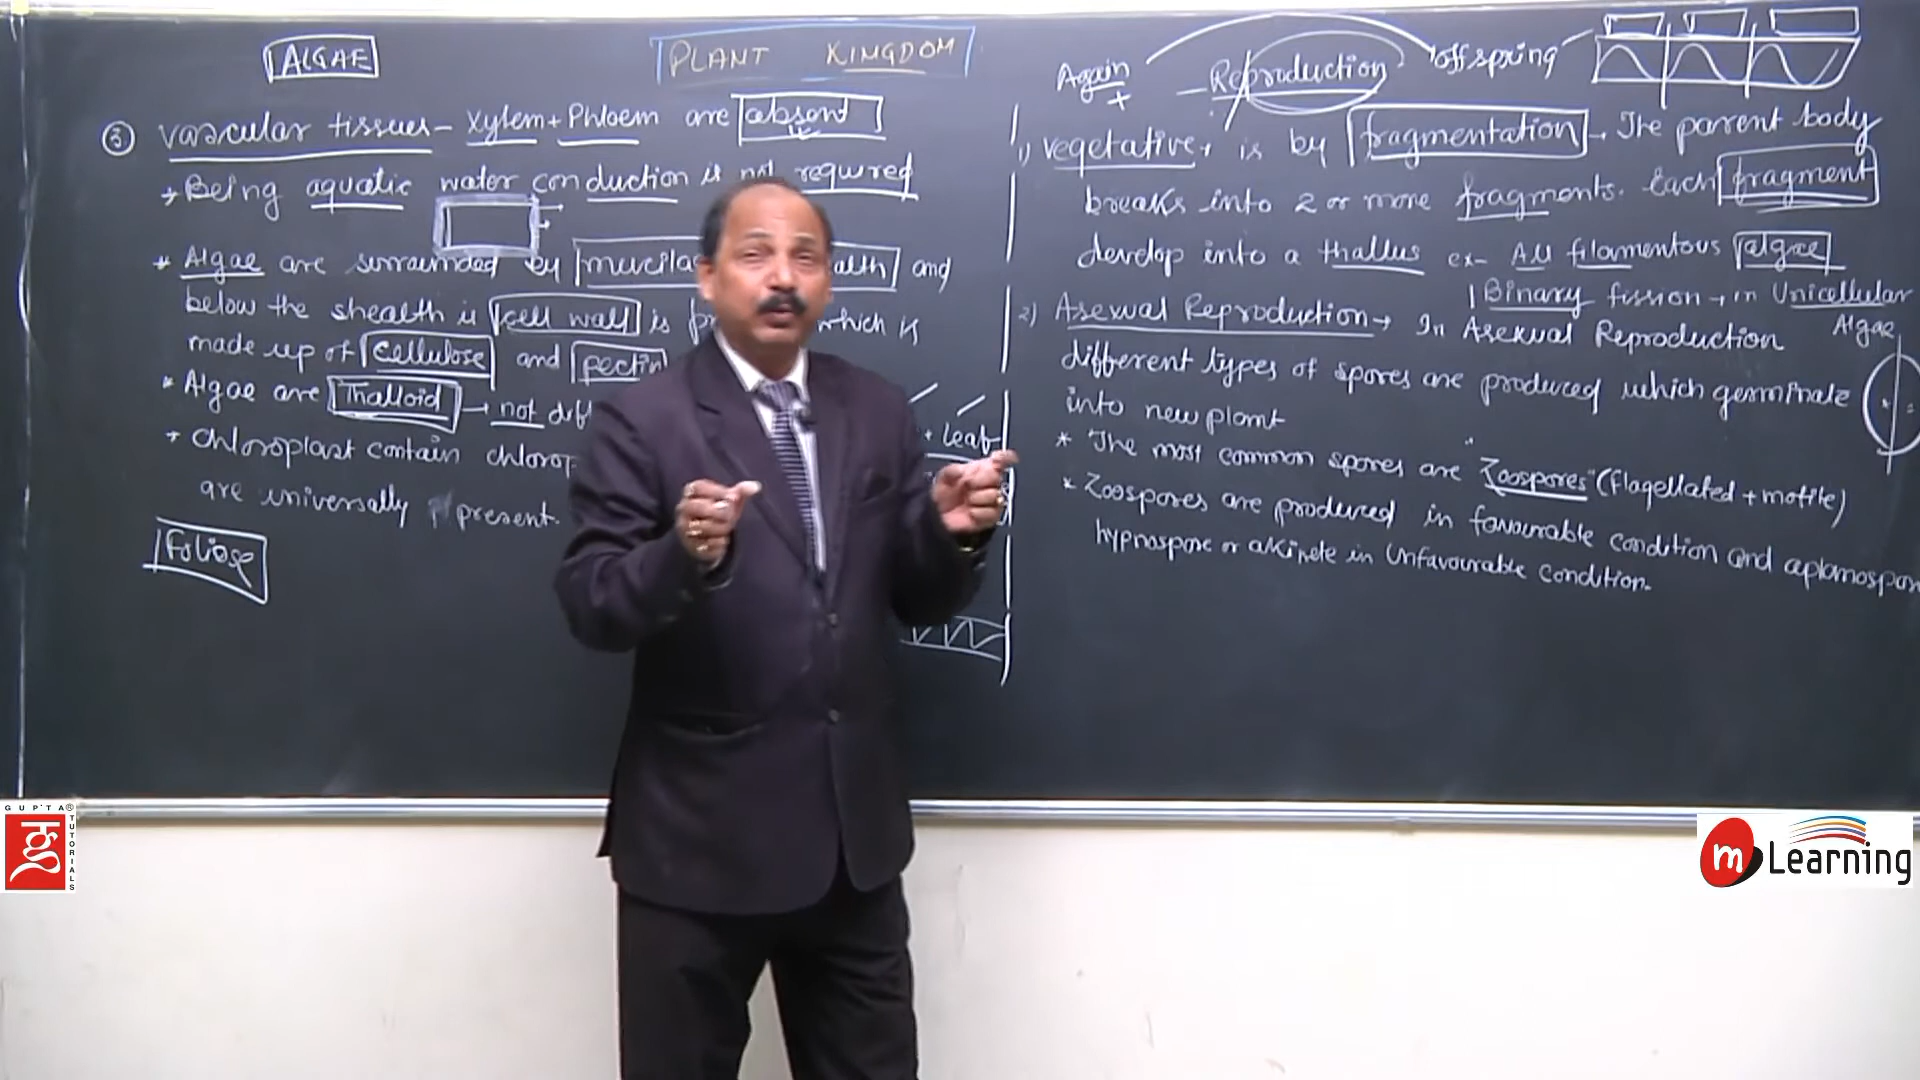 ALGAE
PLANT KINGDOM
③ Vascular tissues - Xylem + Phloem are absent
→ Being aquatic water conduction is not required
* Algae are surrounded by and
below the sheath is cell wall is which is
made up of cellulose and pectin
* Algae are Thalloid → not
+ Chloroplast contain
are universally present.
Foliose
+ Leaf
Again
+
- Reproduction
offspring
1) vegetative → is by fragmentation → The parent body
breaks into 2 or more fragments. Each fragment
develop into a thallus ex- All filamentous algae
Binary fission → in Unicellular
Algae
2) Asexual Reproduction → In Asexual Reproduction
different types of spores are produced which germinate
into new plant
* The most common spores are "Zoospores" (flagellated + motile)
* Zoospores are produced in favourable condition and
hypnospore or akinete in Unfavourable condition.
GUPTA®
TUTORIALS
m Learning